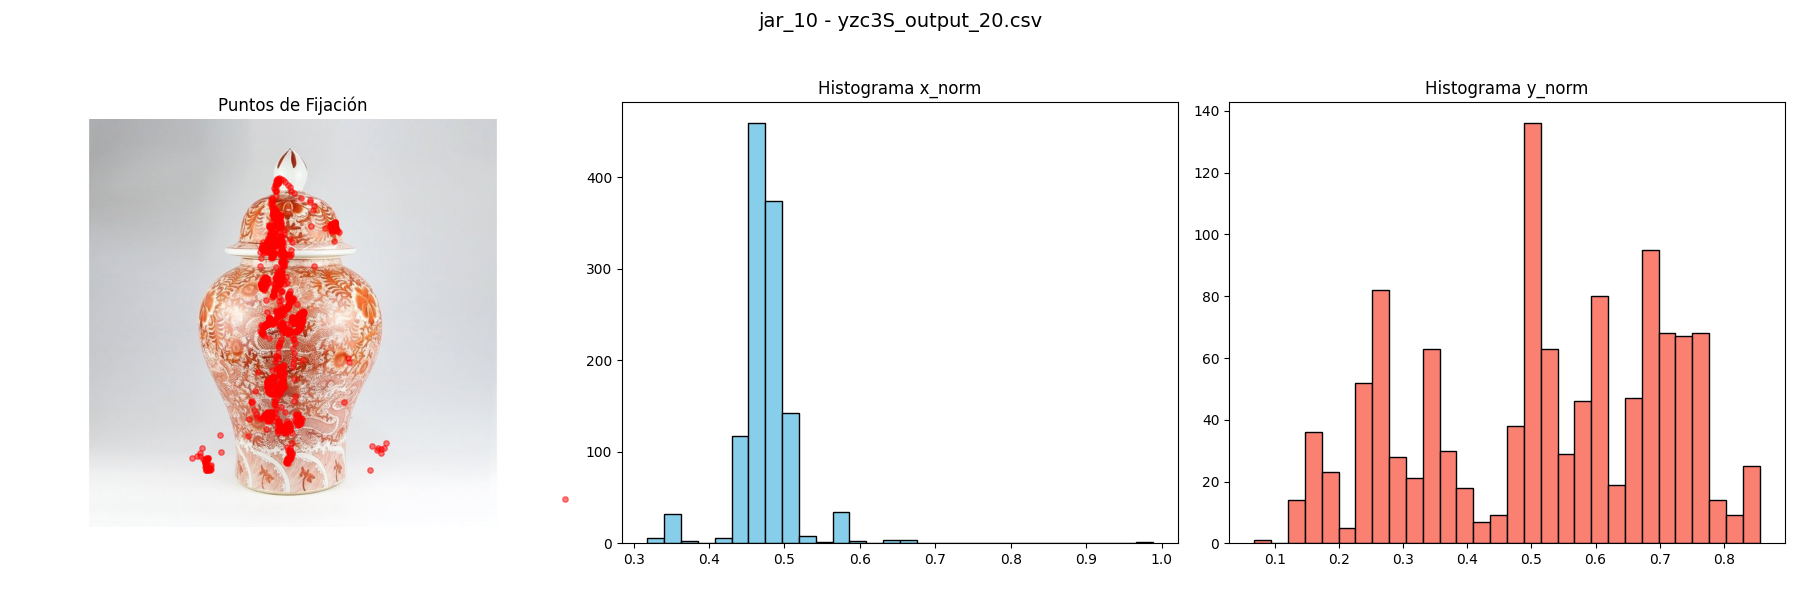 jar_10 - yzc3S_output_20.csv
Puntos de Fijación
Histograma x_norm
400
300
200
100
0
0.3 0.4 0.5 0.6 0.7 0.8 0.9 1.0
Histograma y_norm
140
120
100
80
60
40
20
0
0.1 0.2 0.3 0.4 0.5 0.6 0.7 0.8